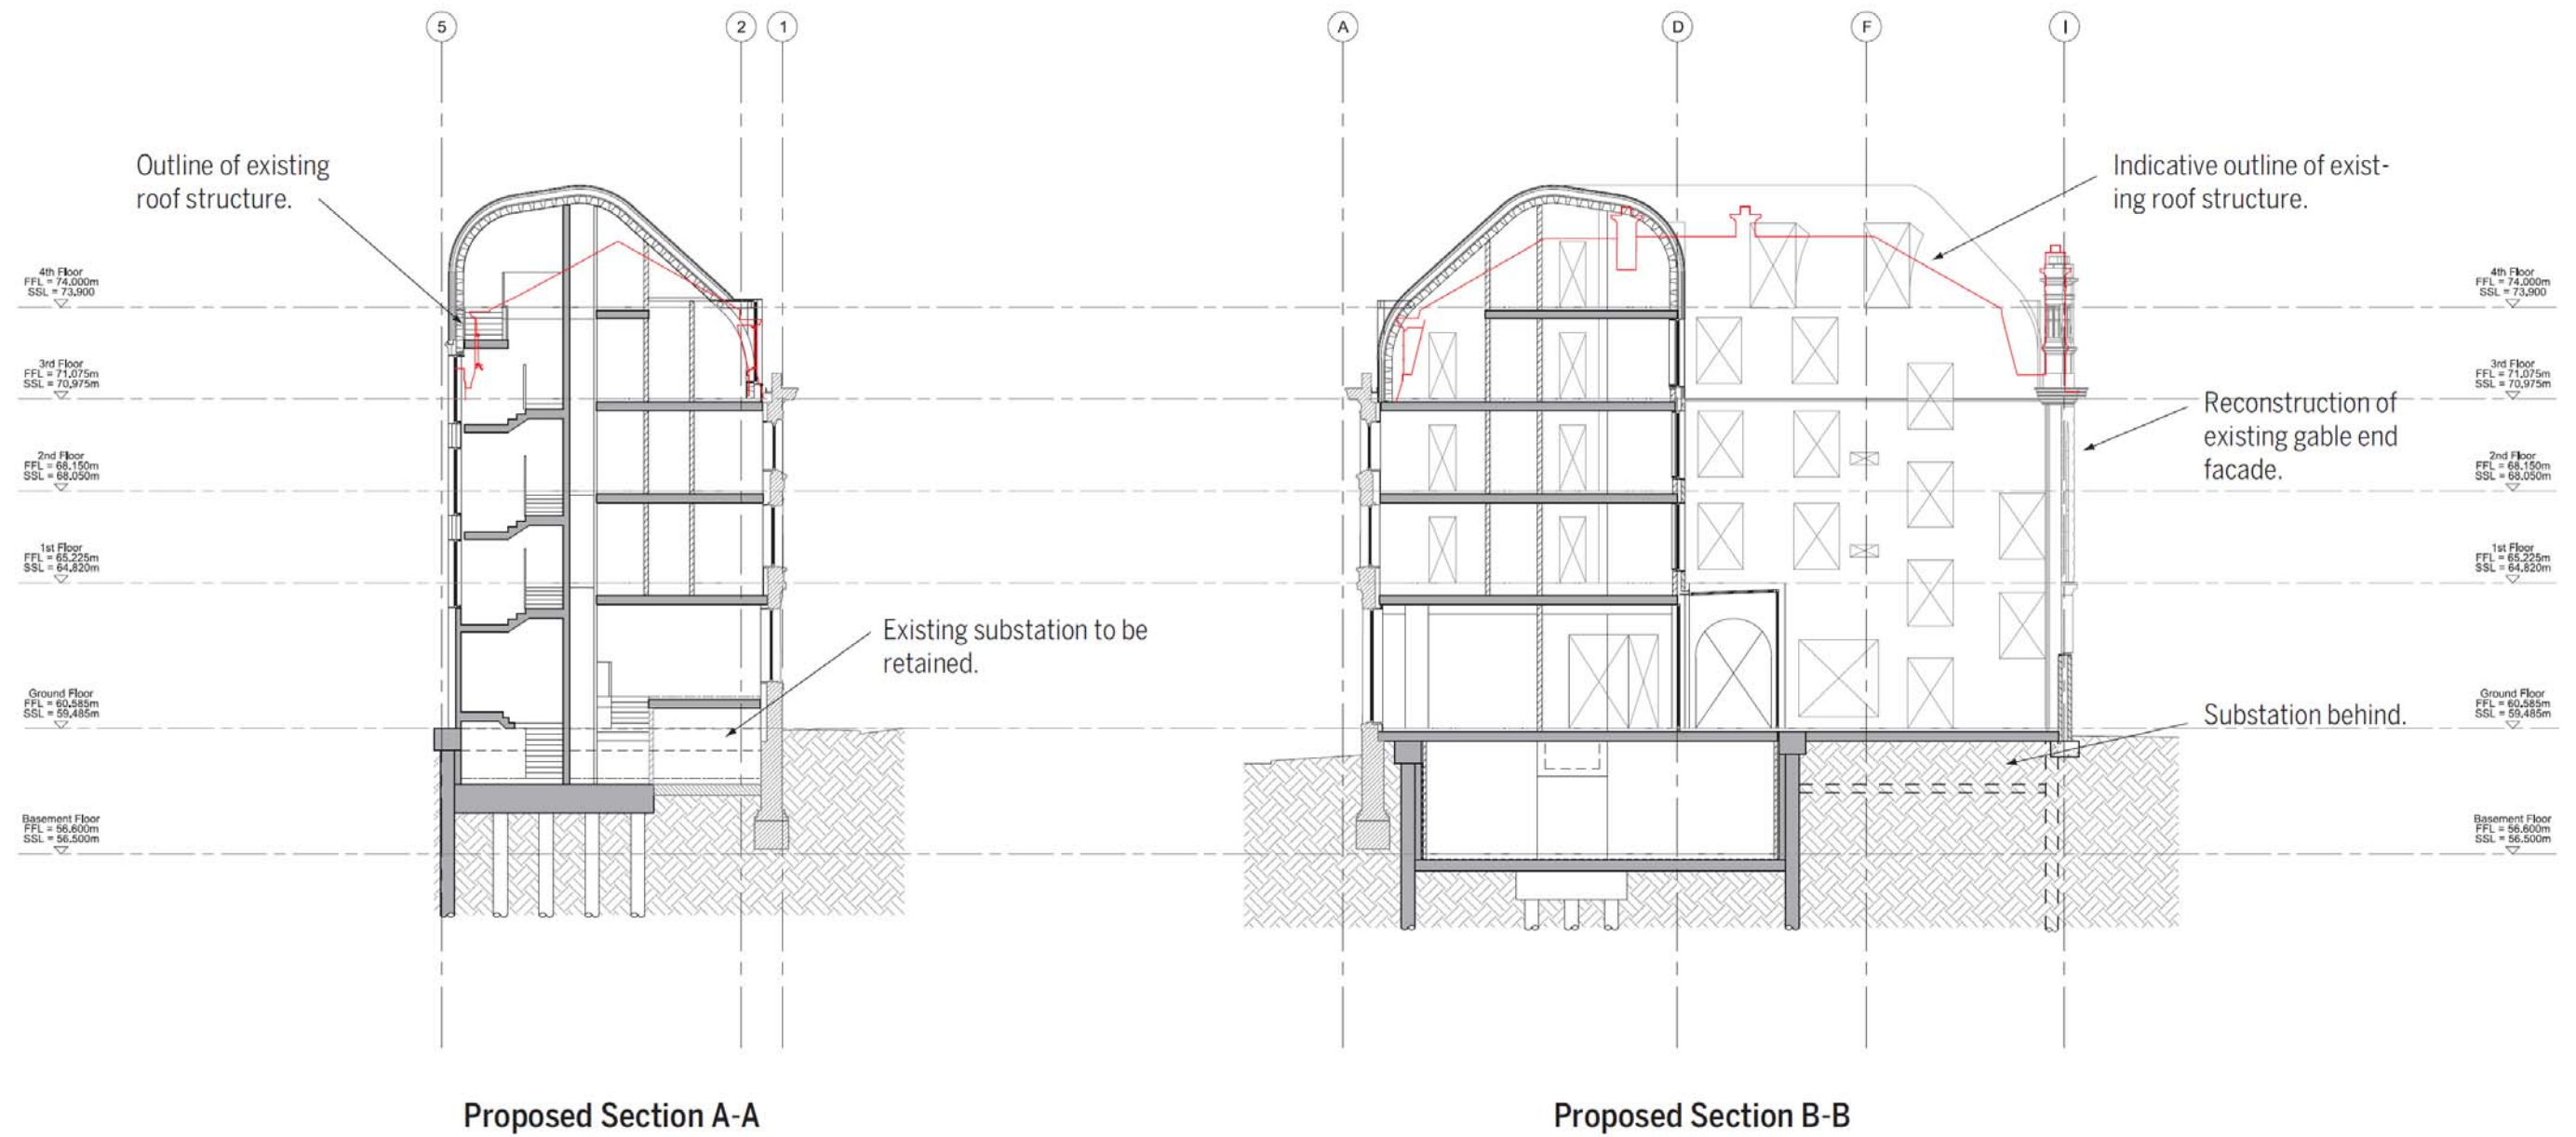 5
2
1
A
D
F
I
Outline of existing
roof structure.
Indicative outline of exist-
ing roof structure.
4th Floor
FFL = 74.000m
SSL = 73.900
3rd Floor
FFL = 71.075m
SSL = 70.975m
2nd Floor
FFL = 68.150m
SSL = 68.050m
1st Floor
FFL = 65.225m
SSL = 64.820m
Ground Floor
FFL = 60.585m
SSL = 59.485m
Basement Floor
FFL = 56.600m
SSL = 56.500m
Existing substation to be
retained.
4th Floor
FFL = 74.000m
SSL = 73.900
3rd Floor
FFL = 71.075m
SSL = 70.975m
Reconstruction of
existing gable end
facade.
2nd Floor
FFL = 68.150m
SSL = 68.050m
1st Floor
FFL = 65.225m
SSL = 64.820m
Ground Floor
FFL = 60.585m
SSL = 59.485m
Substation behind.
Basement Floor
FFL = 56.600m
SSL = 56.500m
Proposed Section A-A
Proposed Section B-B